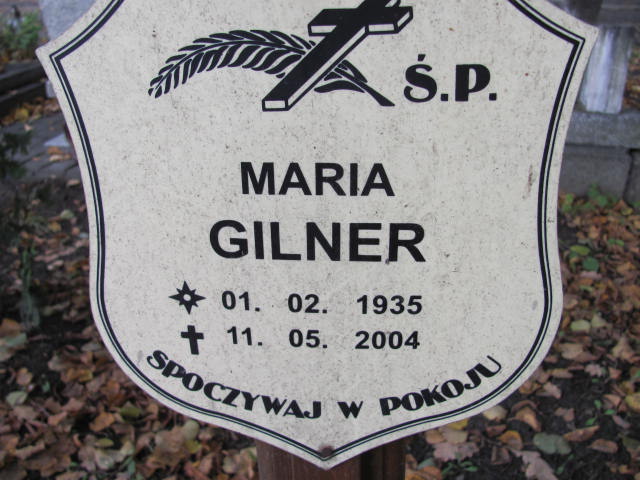 Ś.P.
MARIA
GILNER
01. 02. 1935
11. 05. 2004
SPOCZYWAJ W POKOJU